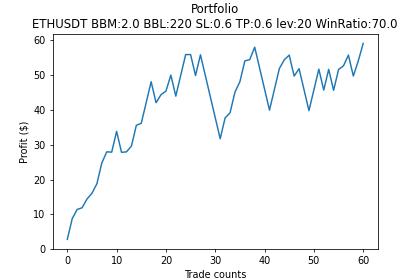 Portfolio
ETHUSDT BBM:2.0 BBL:220 SL:0.6 TP:0.6 lev:20 WinRatio:70.0
60
50
40
30
20
10
0
Profit ($)
0 10 20 30 40 50 60
Trade counts